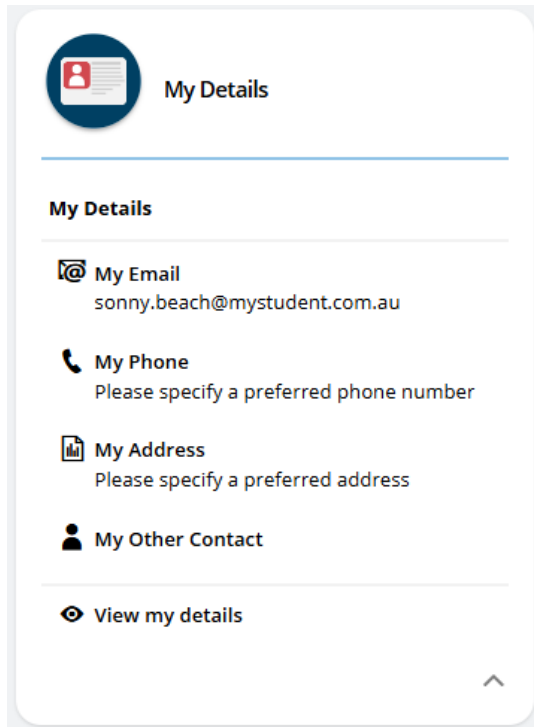 My Details
My Details
My Email
sonny.beach@mystudent.com.au
My Phone
Please specify a preferred phone number
My Address
Please specify a preferred address
My Other Contact
View my details